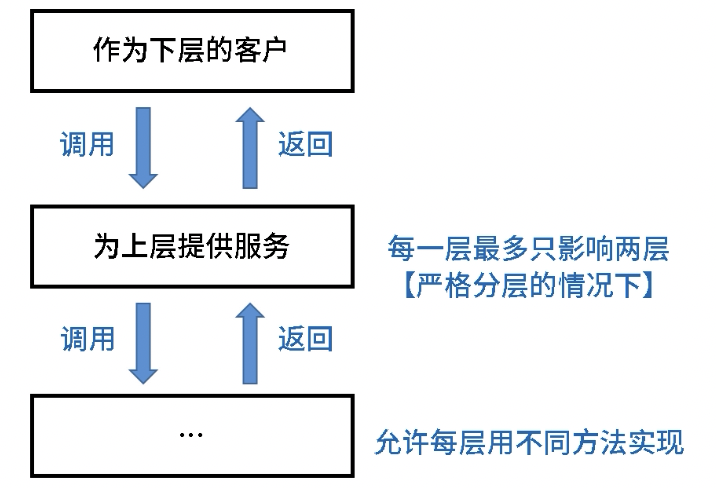 作为下层的客户
调用
返回
为上层提供服务
每一层最多只影响两层
【严格分层的情况下】
调用
返回
...
允许每层用不同方法实现